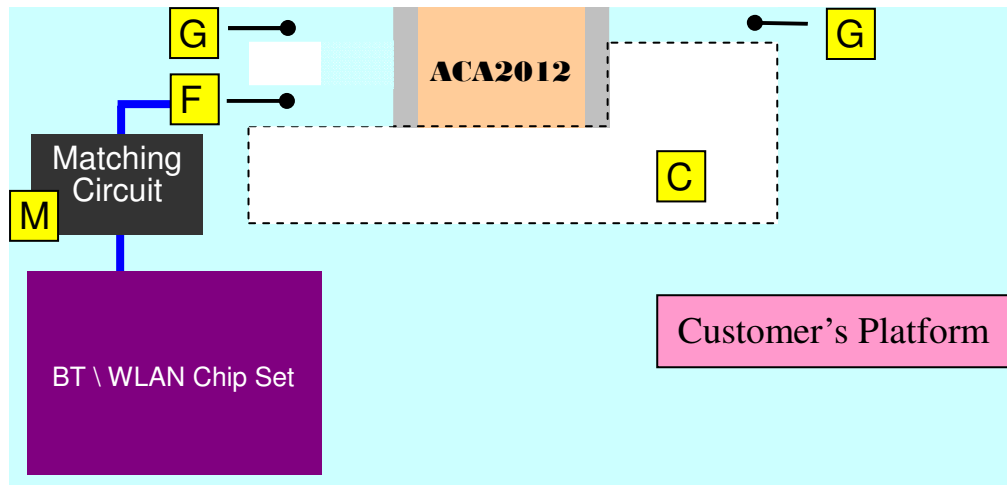 G
ACA2012
G
F
Matching
Circuit
C
M
Customer’s Platform
BT \ WLAN Chip Set